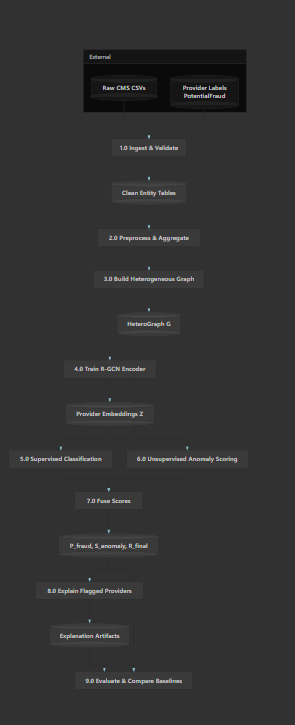 External
Raw CMS CSVs
Provider Labels
PotentialFraud
1.0 Ingest & Validate
Clean Entity Tables
2.0 Preprocess & Aggregate
3.0 Build Heterogeneous Graph
HeteroGraph G
4.0 Train R-GCN Encoder
Provider Embeddings Z
5.0 Supervised Classification
6.0 Unsupervised Anomaly Scoring
7.0 Fuse Scores
P_fraud, S_anomaly, R_final
8.0 Explain Flagged Providers
Explanation Artifacts
9.0 Evaluate & Compare Baselines